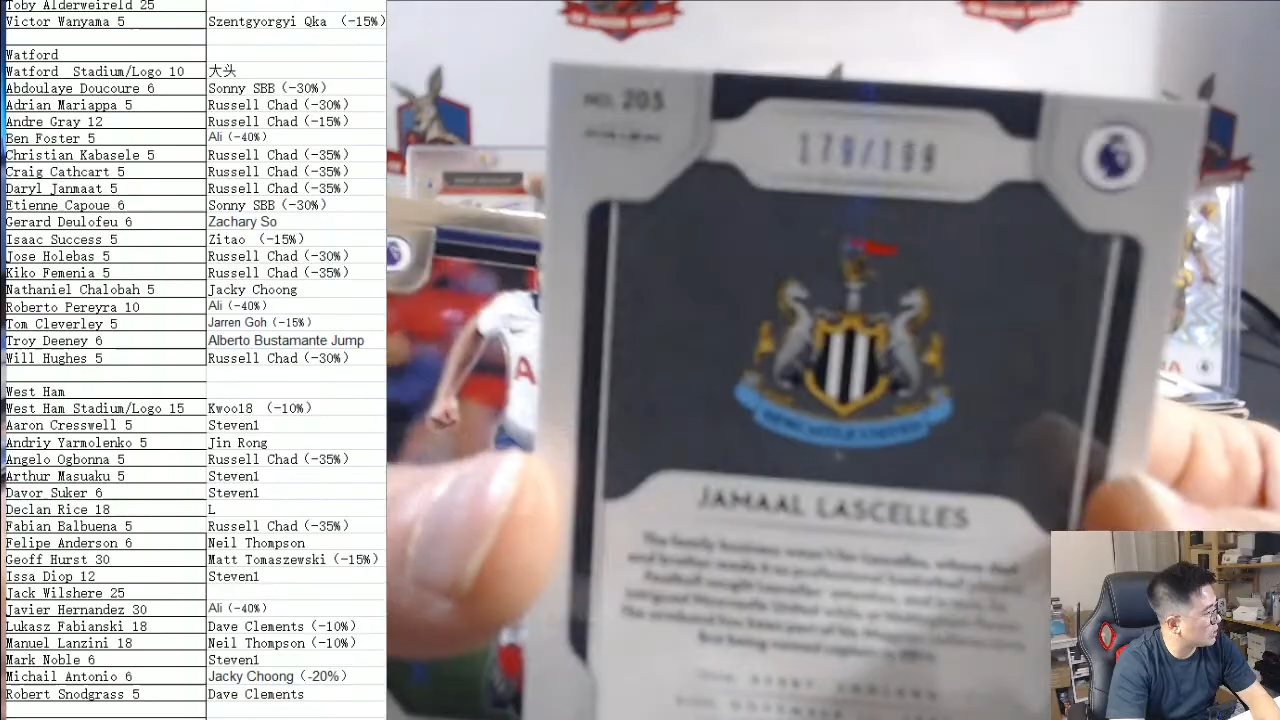 Toby Alderweireld 25
Victor Wanyama 5 Szentgyorgyi Qka (-15%)
Watford
Watford Stadium/Logo 10 大头
Abdoulaye Doucoure 6 Sonny SBB (-30%)
Adrian Mariappa 5 Russell Chad (-30%)
Andre Gray 12 Russell Chad (-15%)
Ben Foster 5 Ali (-40%)
Christian Kabasele 5 Russell Chad (-35%)
Craig Cathcart 5 Russell Chad (-35%)
Daryl Janmaat 5 Russell Chad (-35%)
Etienne Capoue 6 Sonny SBB (-30%)
Gerard Deulofeu 6 Zachary So
Isaac Success 5 Zitao (-15%)
Jose Holebas 5 Russell Chad (-30%)
Kiko Femenia 5 Russell Chad (-35%)
Nathaniel Chalobah 5 Jacky Choong
Roberto Pereyra 10 Ali (-40%)
Tom Cleverley 5 Jarren Goh (-15%)
Troy Deeney 6 Alberto Bustamante Jump
Will Hughes 5 Russell Chad (-30%)
West Ham
West Ham Stadium/Logo 15 Kwoo18 (-10%)
Aaron Cresswell 5 Steven1
Andriy Yarmolenko 5 Jin Rong
Angelo Ogbonna 5 Russell Chad (-35%)
Arthur Masuaku 5 Steven1
Davor Suker 6 Steven1
Declan Rice 18 L
Fabian Balbuena 5 Russell Chad (-35%)
Felipe Anderson 6 Neil Thompson
Geoff Hurst 30 Matt Tomaszewski (-15%)
Issa Diop 12 Steven1
Jack Wilshere 25
Javier Hernandez 30 Ali (-40%)
Lukasz Fabianski 18 Dave Clements (-10%)
Manuel Lanzini 18 Neil Thompson (-10%)
Mark Noble 6 Steven1
Michail Antonio 6 Jacky Choong (-20%)
Robert Snodgrass 5 Dave Clements
NO. 205
179/199
NEWCASTLE UNITED
JAMAAL LASCELLES